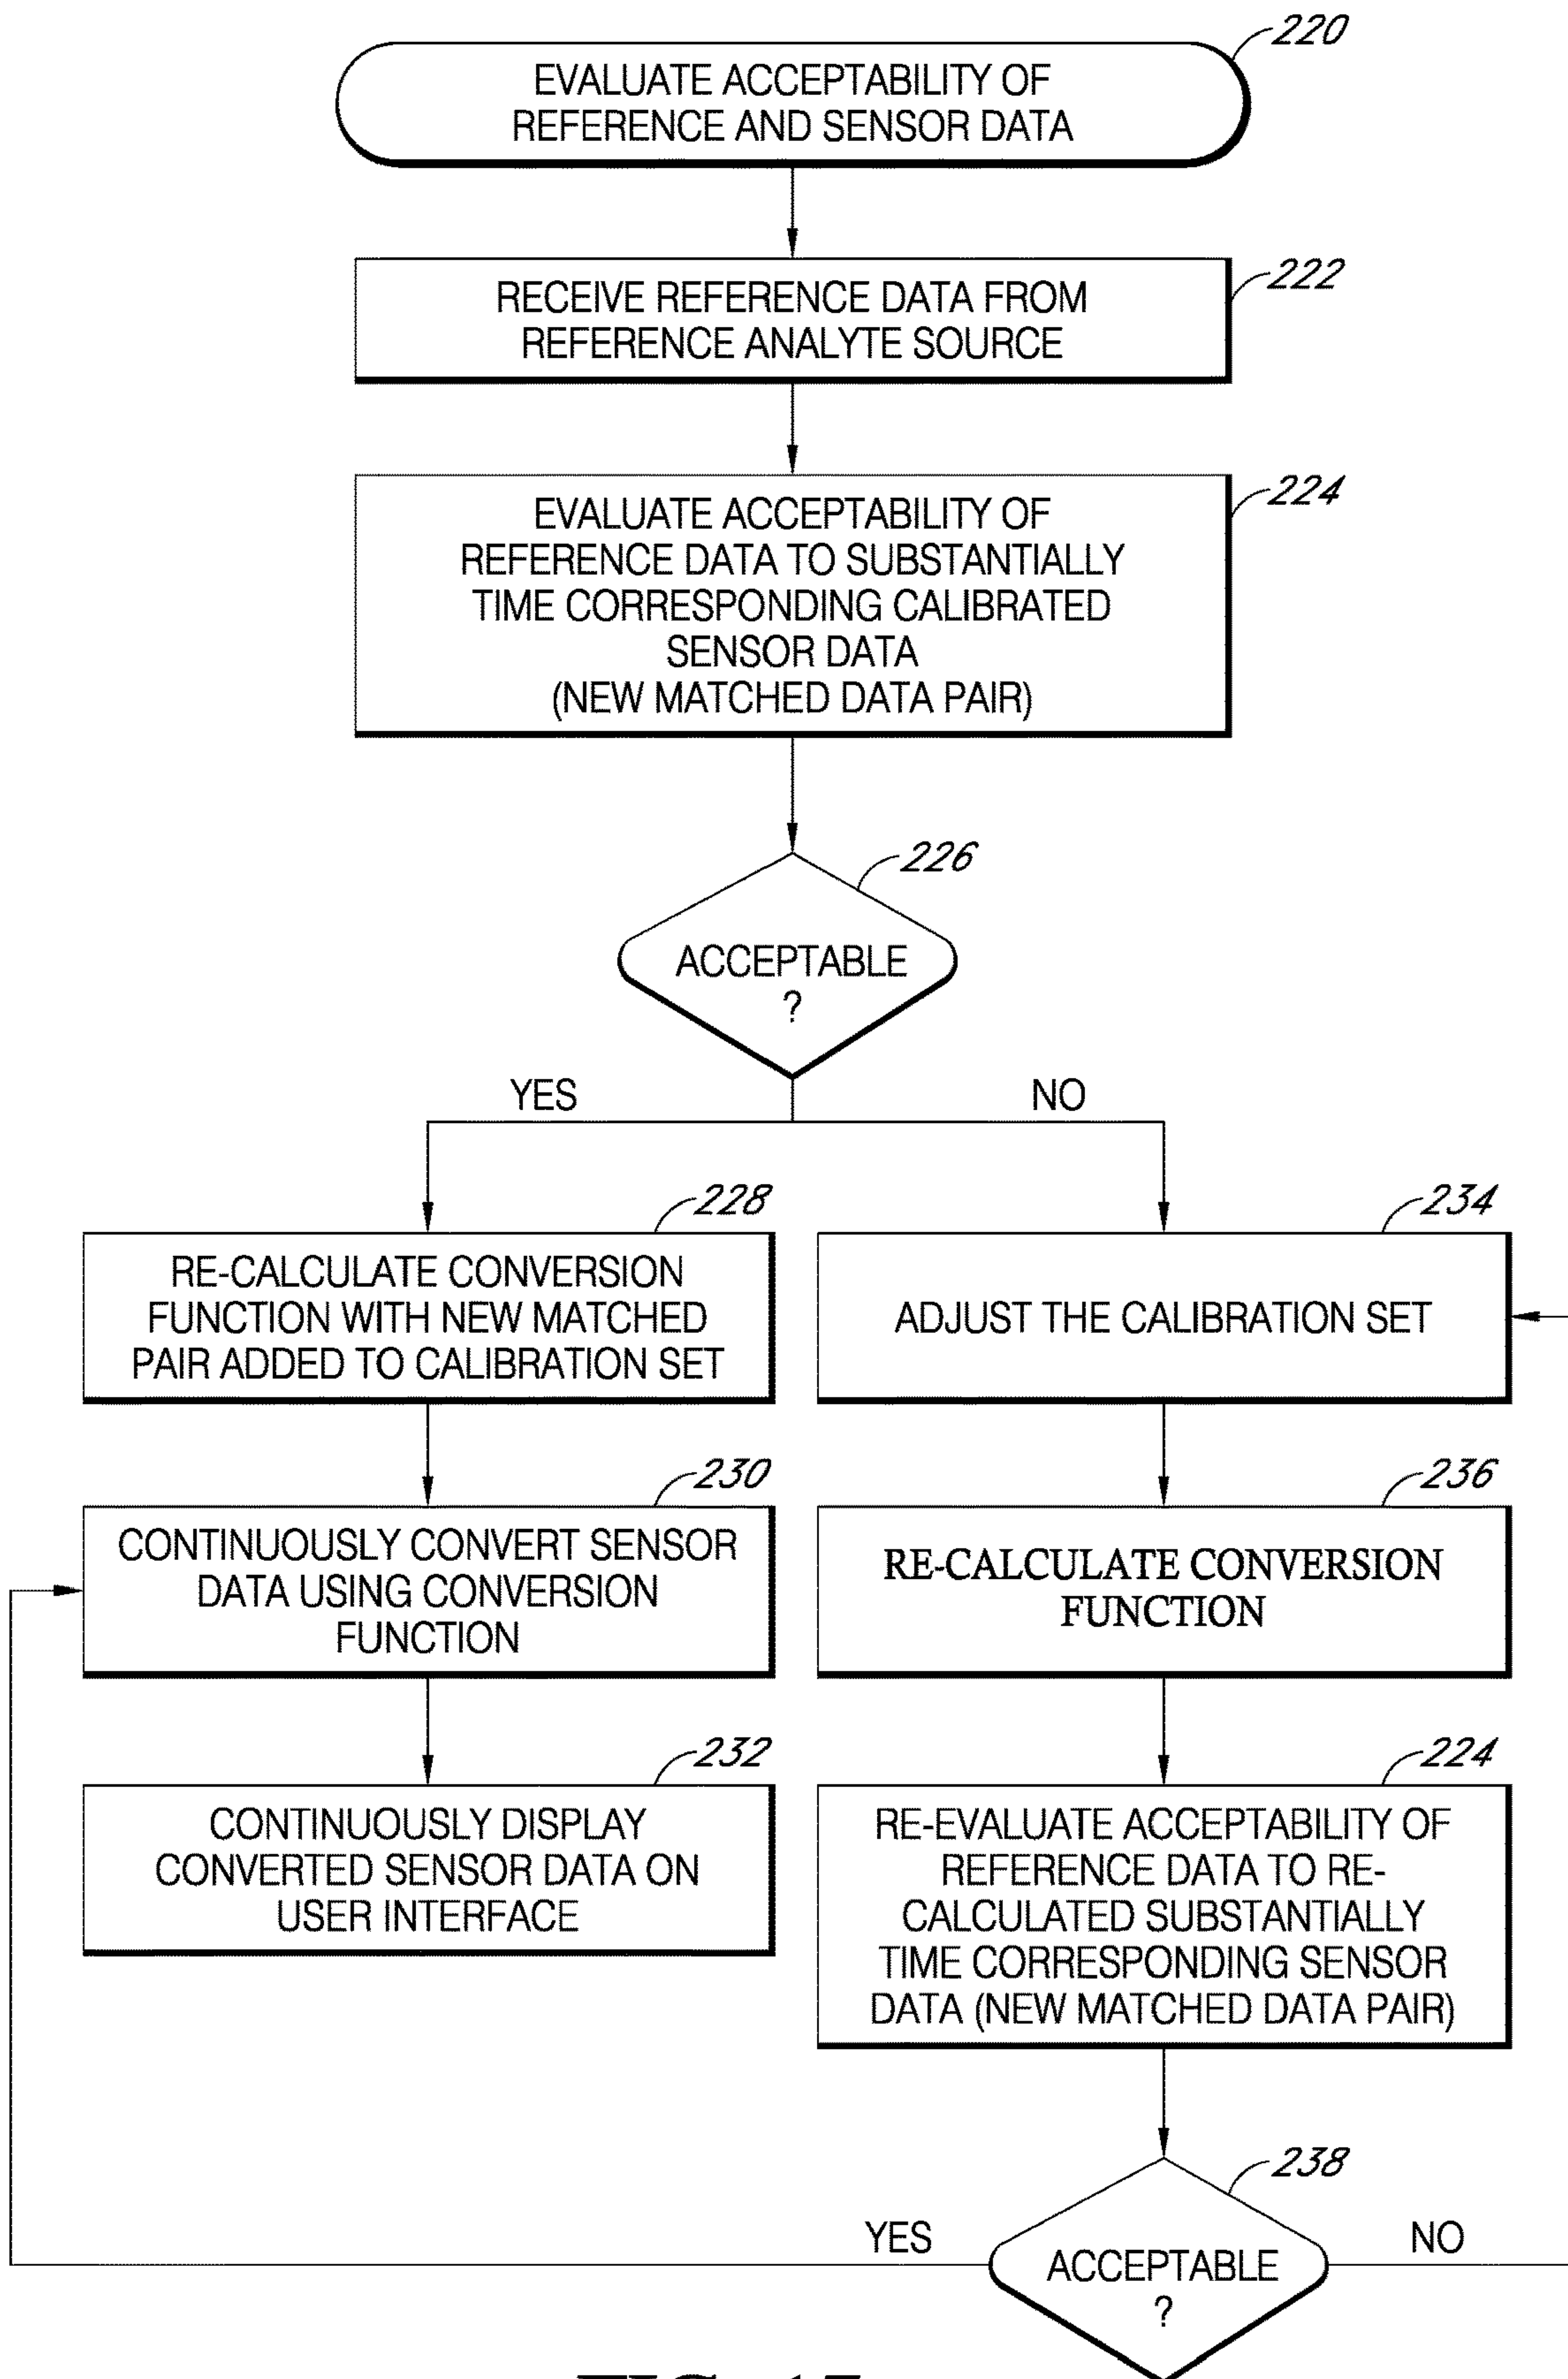 220
EVALUATE ACCEPTABILITY OF
REFERENCE AND SENSOR DATA
222
RECEIVE REFERENCE DATA FROM
REFERENCE ANALYTE SOURCE
224
EVALUATE ACCEPTABILITY OF
REFERENCE DATA TO SUBSTANTIALLY
TIME CORRESPONDING CALIBRATED
SENSOR DATA
(NEW MATCHED DATA PAIR)
226
ACCEPTABLE
?
YES
NO
228
RE-CALCULATE CONVERSION
FUNCTION WITH NEW MATCHED
PAIR ADDED TO CALIBRATION SET
230
CONTINUOUSLY CONVERT SENSOR
DATA USING CONVERSION
FUNCTION
232
CONTINUOUSLY DISPLAY
CONVERTED SENSOR DATA ON
USER INTERFACE
234
ADJUST THE CALIBRATION SET
236
RE-CALCULATE CONVERSION
FUNCTION
224
RE-EVALUATE ACCEPTABILITY OF
REFERENCE DATA TO RE-
CALCULATED SUBSTANTIALLY
TIME CORRESPONDING SENSOR
DATA (NEW MATCHED DATA PAIR)
238
YES
ACCEPTABLE
?
NO